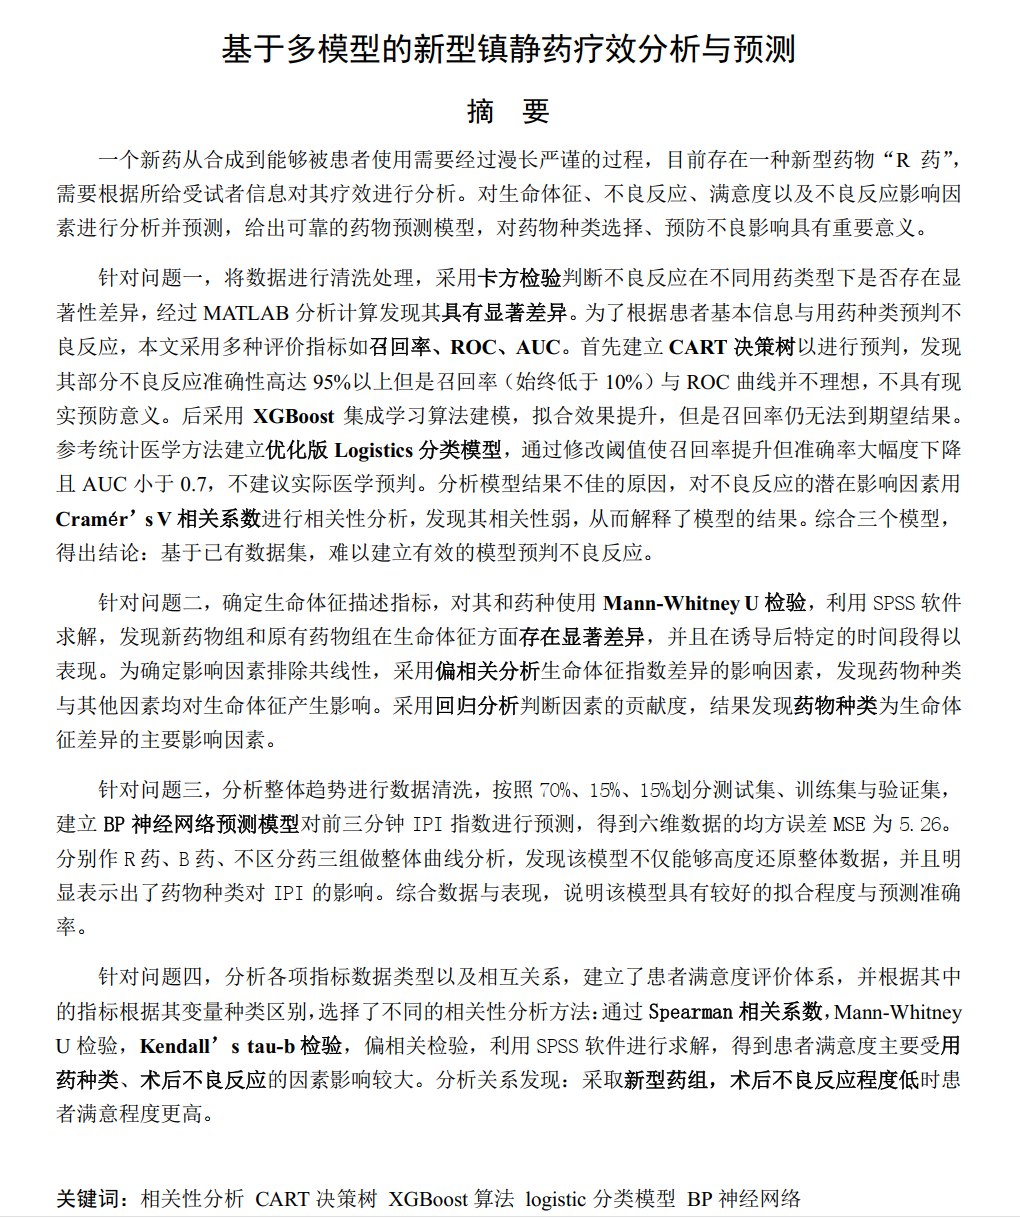 基于多模型的新型镇静药疗效分析与预测
摘 要
一个新药从合成到能够被患者使用需要经过漫长严谨的过程，目前存在一种新型药物“R 药”，
需要根据所给受试者信息对其疗效进行分析。对生命体征、不良反应、满意度以及不良反应影响因
素进行分析并预测，给出可靠的药物预测模型，对药物种类选择、预防不良影响具有重要意义。
针对问题一，将数据进行清洗处理，采用卡方检验判断不良反应在不同用药类型下是否存在显
著性差异，经过 MATLAB 分析计算发现其具有显著差异。为了根据患者基本信息与用药种类预判不
良反应，本文采用多种评价指标如召回率、ROC、AUC。首先建立 CART 决策树以进行预判，发现
其部分不良反应准确性高达 95%以上但是召回率（始终低于 10%）与 ROC 曲线并不理想，不具有现
实预防意义。后采用 XGBoost 集成学习算法建模，拟合效果提升，但是召回率仍无法到期望结果。
参考统计医学方法建立优化版 Logistics 分类模型，通过修改阈值使召回率提升但准确率大幅度下降
且 AUC 小于 0.7，不建议实际医学预判。分析模型结果不佳的原因，对不良反应的潜在影响因素用
Cramér’s V 相关系数进行相关性分析，发现其相关性弱，从而解释了模型的结果。综合三个模型，
得出结论：基于已有数据集，难以建立有效的模型预判不良反应。
针对问题二，确定生命体征描述指标，对其和药种使用 Mann-Whitney U 检验，利用 SPSS 软件
求解，发现新药物组和原有药物组在生命体征方面存在显著差异，并且在诱导后特定的时间段得以
表现。为确定影响因素排除共线性，采用偏相关分析生命体征指数差异的影响因素，发现药物种类
与其他因素均对生命体征产生影响。采用回归分析判断因素的贡献度，结果发现药物种类为生命体
征差异的主要影响因素。
针对问题三，分析整体趋势进行数据清洗，按照 70%、15%、15%划分测试集、训练集与验证集，
建立 BP 神经网络预测模型对前三分钟 IPI 指数进行预测，得到六维数据的均方误差 MSE 为 5.26。
分别作 R 药、B 药、不区分药三组做整体曲线分析，发现该模型不仅能够高度还原整体数据，并且明
显表示出了药物种类对 IPI 的影响。综合数据与表现，说明该模型具有较好的拟合程度与预测准确
率。
针对问题四，分析各项指标数据类型以及相互关系，建立了患者满意度评价体系，并根据其中
的指标根据其变量种类区别，选择了不同的相关性分析方法：通过 Spearman 相关系数，Mann-Whitney
U 检验，Kendall’s tau-b 检验，偏相关检验，利用 SPSS 软件进行求解，得到患者满意度主要受用
药种类、术后不良反应的因素影响较大。分析关系发现：采取新型药组，术后不良反应程度低时患
者满意程度更高。
关键词：相关性分析 CART 决策树 XGBoost 算法 logistic 分类模型 BP 神经网络